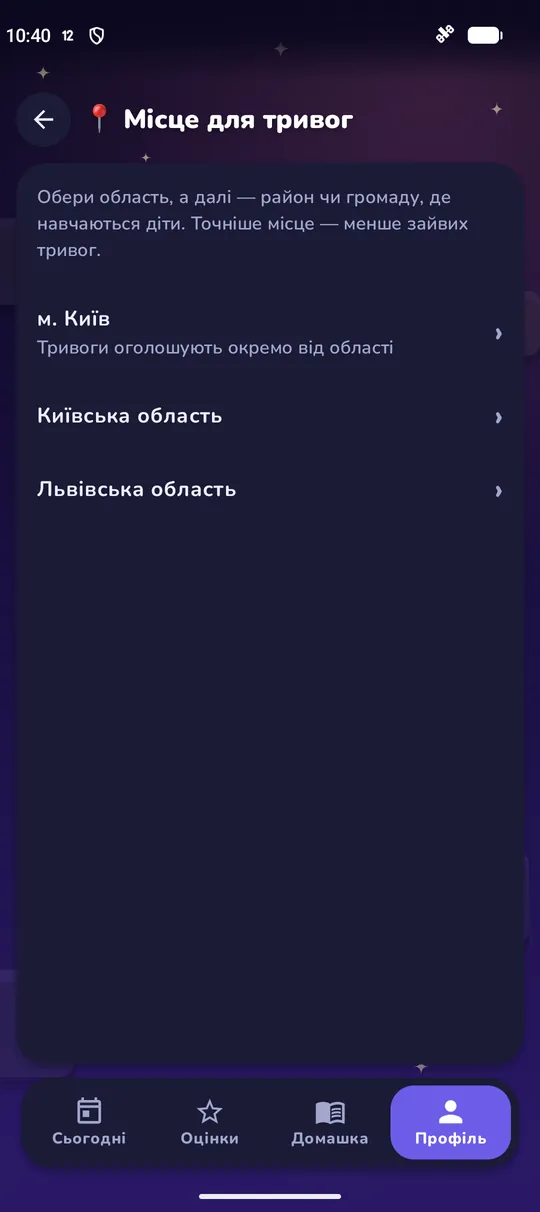 10:40 12
Місце для тривог
Обери область, а далі — район чи громаду, де
навчаються діти. Точніше місце — менше зайвих
тривог.
м. Київ
Тривоги оголошують окремо від області
Київська область
Львівська область
Сьогодні Оцінки Домашка Профіль